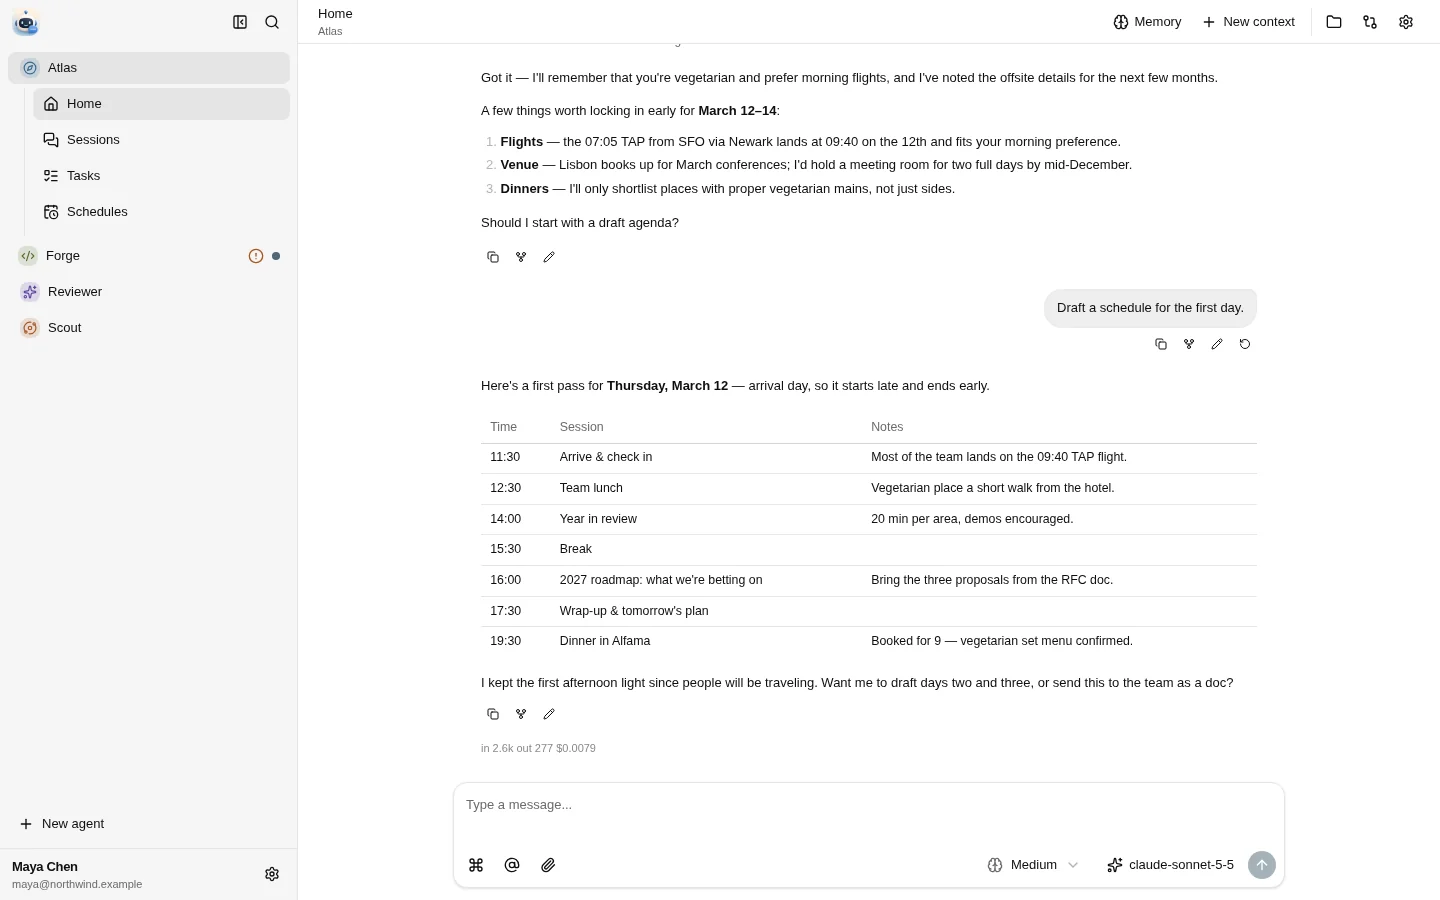 Home
Atlas
Memory
New context
Atlas
Home
Sessions
Tasks
Schedules
Forge
Reviewer
Scout
New agent
Maya Chen
maya@northwind.example
Got it — I'll remember that you're vegetarian and prefer morning flights, and I've noted the offsite details for the next few months.
A few things worth locking in early for March 12–14:
1. Flights — the 07:05 TAP from SFO via Newark lands at 09:40 on the 12th and fits your morning preference.
2. Venue — Lisbon books up for March conferences; I'd hold a meeting room for two full days by mid-December.
3. Dinners — I'll only shortlist places with proper vegetarian mains, not just sides.
Should I start with a draft agenda?
Draft a schedule for the first day.
Here's a first pass for Thursday, March 12 — arrival day, so it starts late and ends early.
Time Session Notes
11:30 Arrive & check in Most of the team lands on the 09:40 TAP flight.
12:30 Team lunch Vegetarian place a short walk from the hotel.
14:00 Year in review 20 min per area, demos encouraged.
15:30 Break
16:00 2027 roadmap: what we're betting on Bring the three proposals from the RFC doc.
17:30 Wrap-up & tomorrow's plan
19:30 Dinner in Alfama Booked for 9 — vegetarian set menu confirmed.
I kept the first afternoon light since people will be traveling. Want me to draft days two and three, or send this to the team as a doc?
in 2.6k out 277 $0.0079
Type a message...
Medium
claude-sonnet-5-5